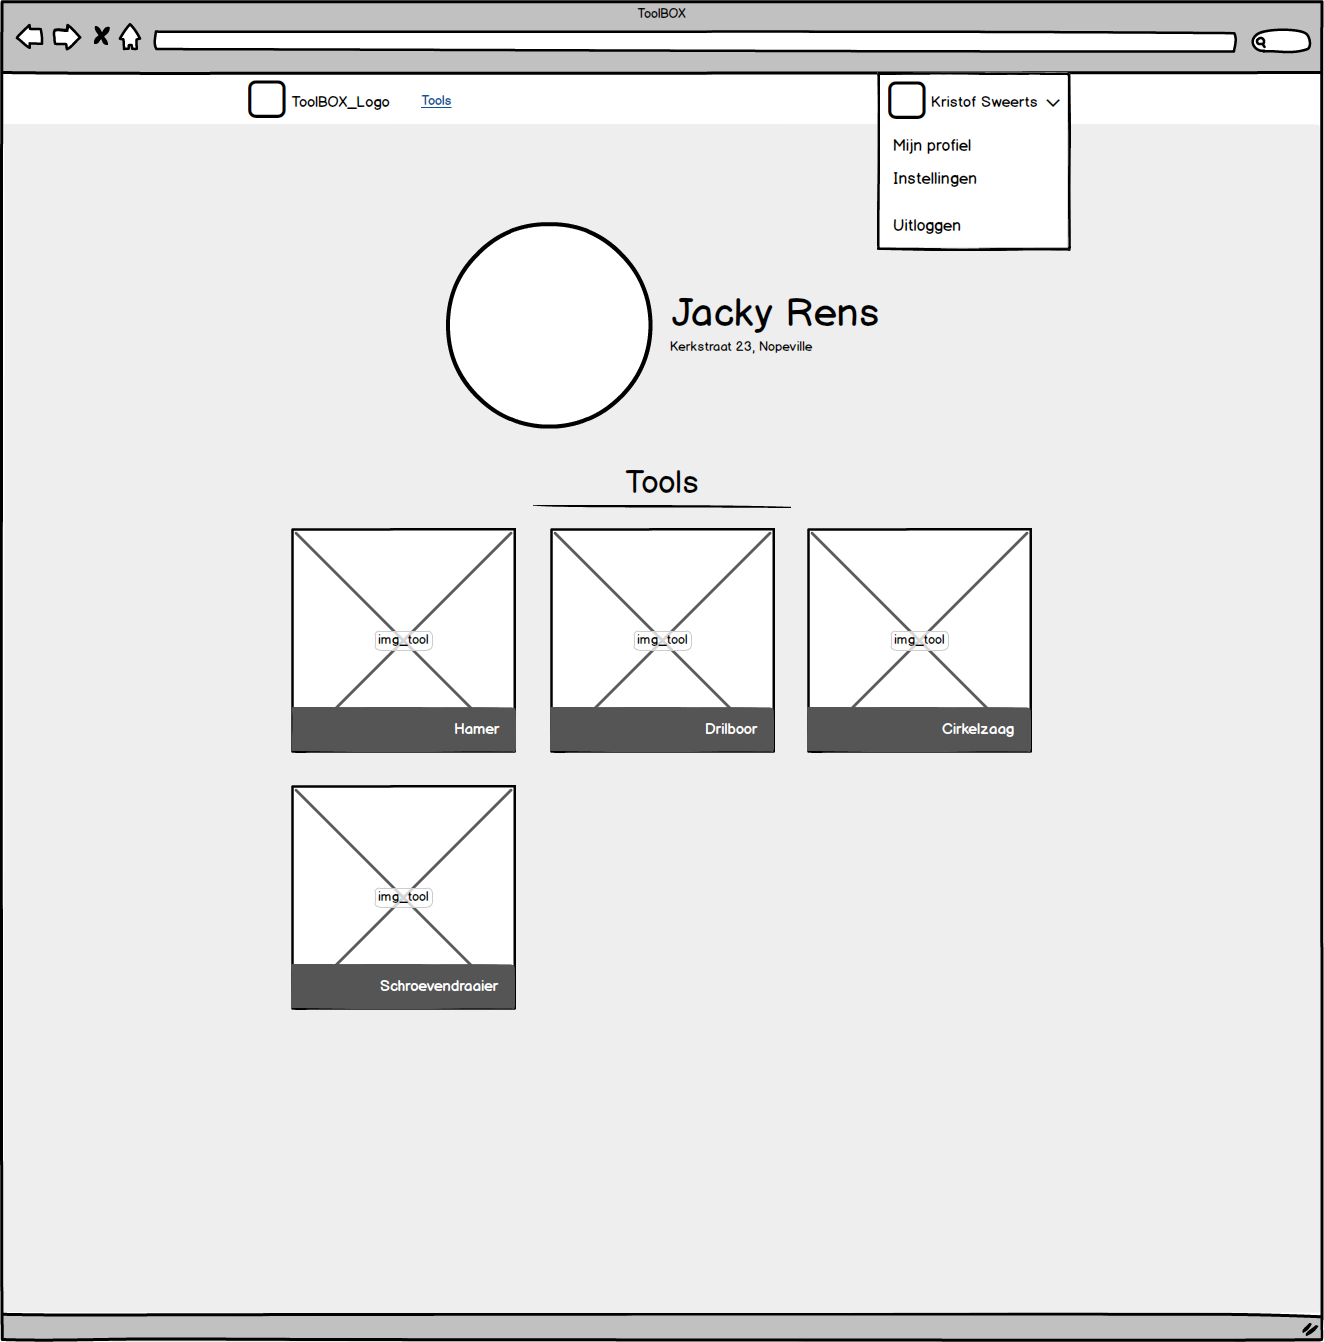 ToolBOX
ToolBOX_Logo
Tools
Kristof Sweerts
Mijn profiel
Instellingen
Uitloggen
Jacky Rens
Kerkstraat 23, Nopeville
Tools
img_tool
img_tool
img_tool
Hamer
Drilboor
Cirkelzaag
img_tool
Schroevendraaier